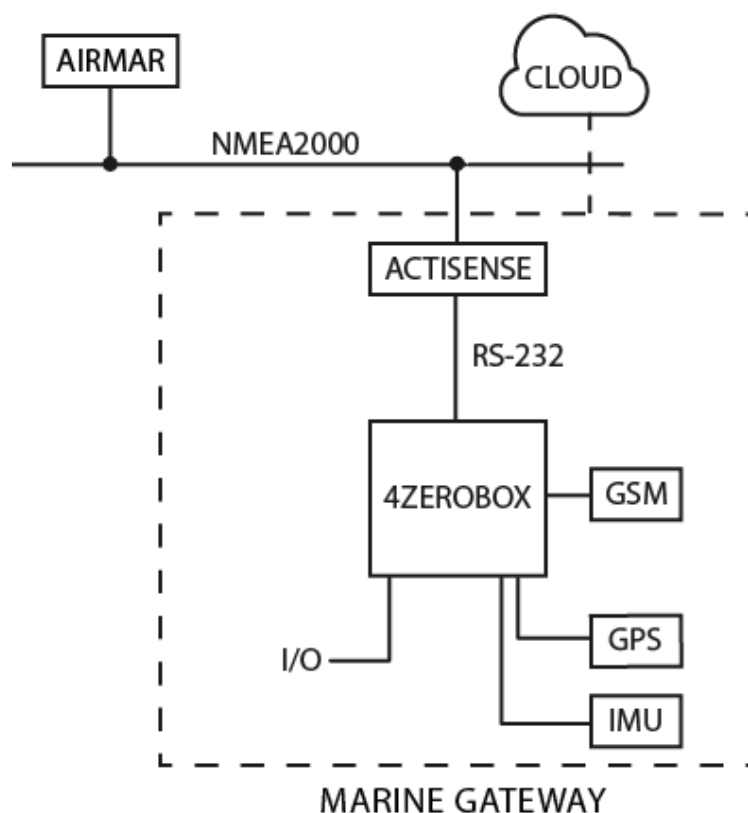 AIRMAR
CLOUD
NMEA2000
ACTISENSE
RS-232
4ZEROBOX
GSM
I/O
GPS
IMU
MARINE GATEWAY